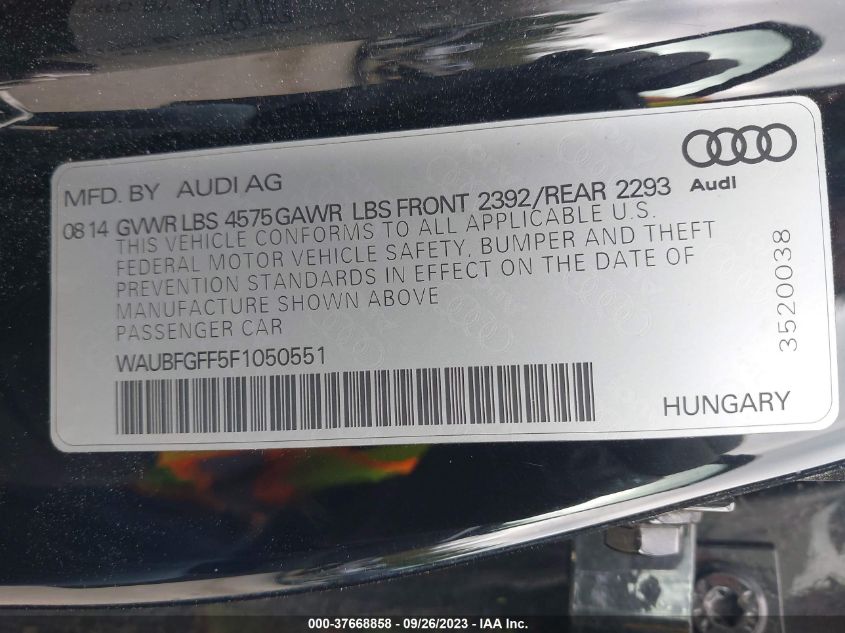 Audi
MFD. BY AUDI AG
0814 GVWR LBS 4575 GAWR LBS FRONT 2392/REAR 2293
THIS VEHICLE CONFORMS TO ALL APPLICABLE U.S.
FEDERAL MOTOR VEHICLE SAFETY, BUMPER AND THEFT
PREVENTION STANDARDS IN EFFECT ON THE DATE OF
MANUFACTURE SHOWN ABOVE
PASSENGER CAR
WAUBFGFF5F1050551
HUNGARY
3520038
000-37668858 - 09/26/2023 - IAA Inc.